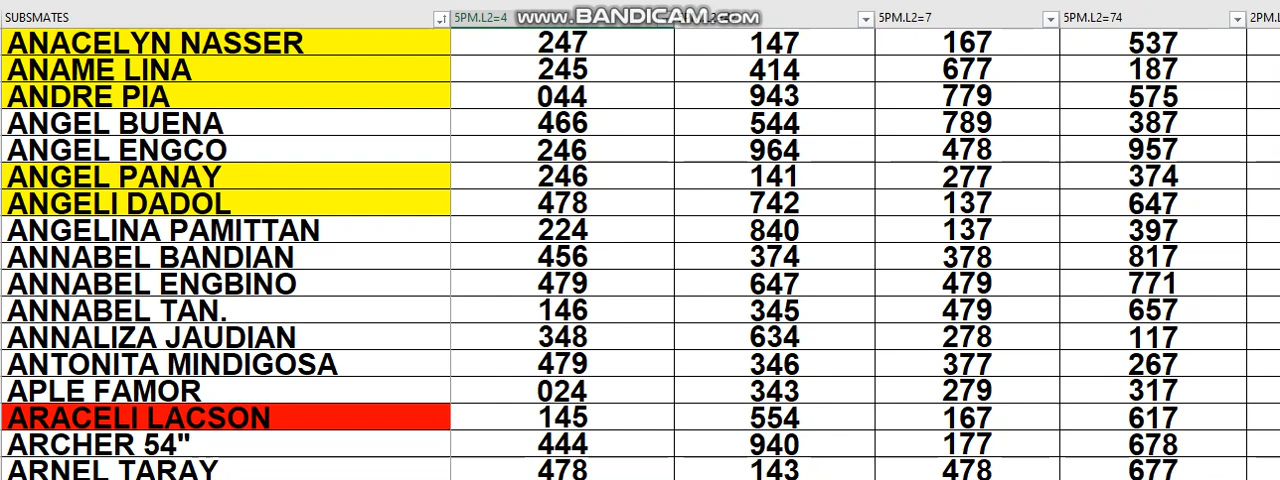 SUBSMATES 5PM.L2=4 www.BANDICAM.com 5PM.L2=7 5PM.L2=74 2PM
ANACELYN NASSER 247 147 167 537
ANAME LINA 245 414 677 187
ANDRE PIA 044 943 779 575
ANGEL BUENA 466 544 789 387
ANGEL ENGCO 246 964 478 957
ANGEL PANAY 246 141 277 374
ANGELI DADOL 478 742 137 647
ANGELINA PAMITTAN 224 840 137 397
ANNABEL BANDIAN 456 374 378 817
ANNABEL ENGBINO 479 647 479 771
ANNABEL TAN. 146 345 479 657
ANNALIZA JAUDIAN 348 634 278 117
ANTONITA MINDIGOSA 479 346 377 267
APLE FAMOR 024 343 279 317
ARACELI LACSON 145 554 167 617
ARCHER 54" 444 940 177 678
ARNEL TARAY 478 143 478 677